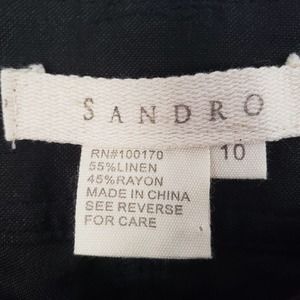 SANDRO
RN#100170
55%LINEN
45%RAYON
MADE IN CHINA
SEE REVERSE
FOR CARE
10